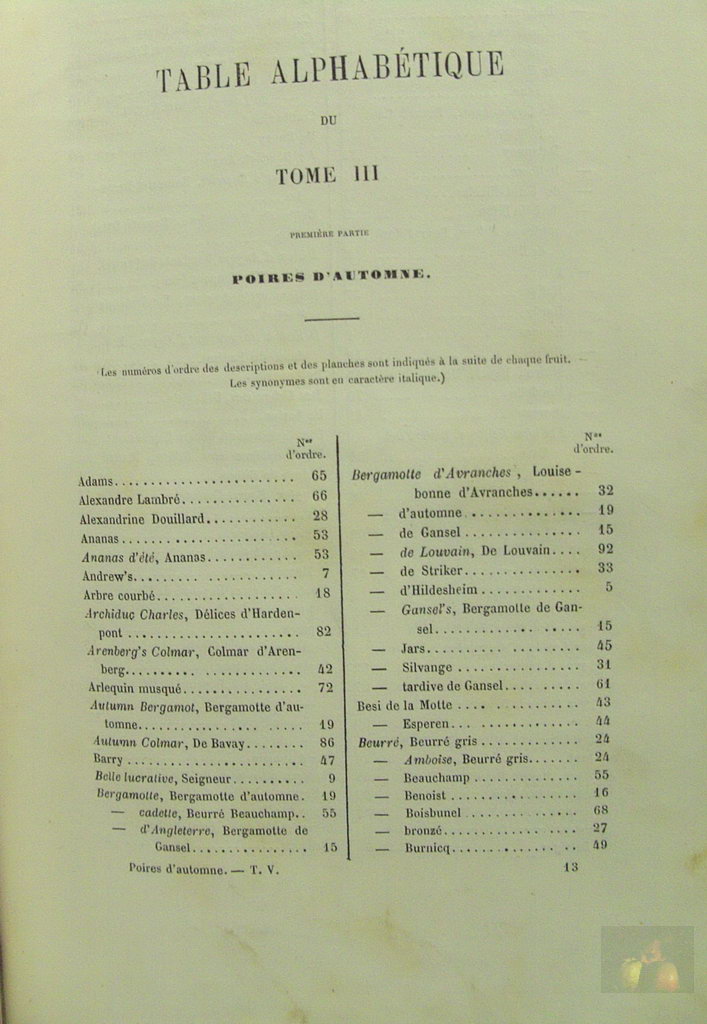 TABLE ALPHABÉTIQUE
DU
TOME III
PREMIÈRE PARTIE
POIRES D'AUTOMNE.
(Les numéros d'ordre des descriptions et des planches sont indiqués à la suite de chaque fruit.
Les synonymes sont en caractère italique.)
Nos
d'ordre.
Adams........................ 65
Alexandre Lambré................ 66
Alexandrine Douillard............ 28
Ananas........................ 53
Ananas d'été, Ananas............ 53
Andrew's........................ 7
Arbre courbé.................... 18
Archiduc Charles, Délices d'Harden-
pont ........................ 82
Arenberg's Colmar, Colmar d'Aren-
berg........................ 42
Arlequin musqué................ 72
Autumn Bergamot, Bergamotte d'au-
tomne........................ 19
Autumn Colmar, De Bavay........ 86
Barry ........................ 47
Belle lucrative, Seigneur.......... 9
Bergamotte, Bergamotte d'automne. 19
— cadette, Beurré Beauchamp.. 55
— d'Angleterre, Bergamotte de
Gansel................ 15
Poires d'automne. — T. V.
Nos
d'ordre.
Bergamotte d'Avranches, Louise-
bonne d'Avranches...... 32
— d'automne ................ 19
— de Gansel ................ 15
— de Louvain, De Louvain.... 92
— de Striker................ 33
— d'Hildesheim ............. 5
— Gansel's, Bergamotte de Gan-
sel.................... 15
— Jars...................... 45
— Silvange ................. 31
— tardive de Gansel.......... 61
Besi de la Motte ................ 43
— Esperen.................. 44
Beurré, Beurré gris ............. 24
— Amboise, Beurré gris....... 24
— Beauchamp ............... 55
— Benoist .................. 16
— Boisbunel ................ 68
— bronzé................... 27
— Burnicq.................. 49
13